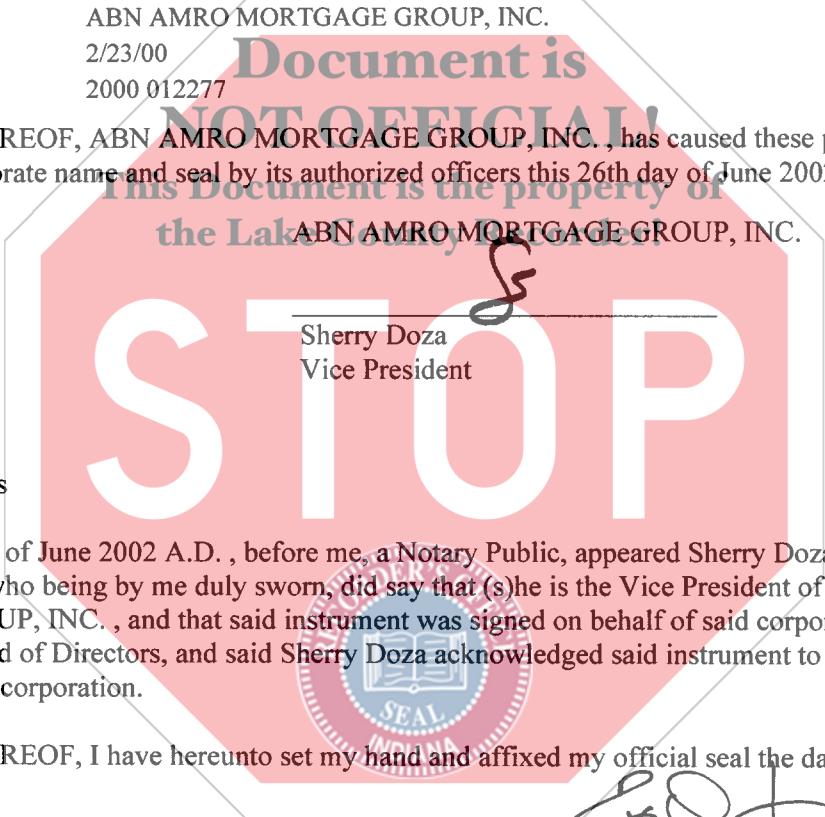 ABN AMRO MORTGAGE GROUP, INC.
2/23/00
2000 012277
Document is
NOT OFFICIAL!
REOF, ABN AMRO MORTGAGE GROUP, INC. , has caused these
orate name and seal by its authorized officers this 26th day of June 200
This Document is the property of
the Lake County Recorder!
ABN AMRO MORTGAGE GROUP, INC.
Sherry Doza
Vice President
STOP
s
of June 2002 A.D. , before me, a Notary Public, appeared Sherry Doza
who being by me duly sworn, did say that (s)he is the Vice President of
UP, INC. , and that said instrument was signed on behalf of said corpor
d of Directors, and said Sherry Doza acknowledged said instrument to
corporation.
RECORDER'S
SEAL
INDIANA
REOF, I have hereunto set my hand and affixed my official seal the da